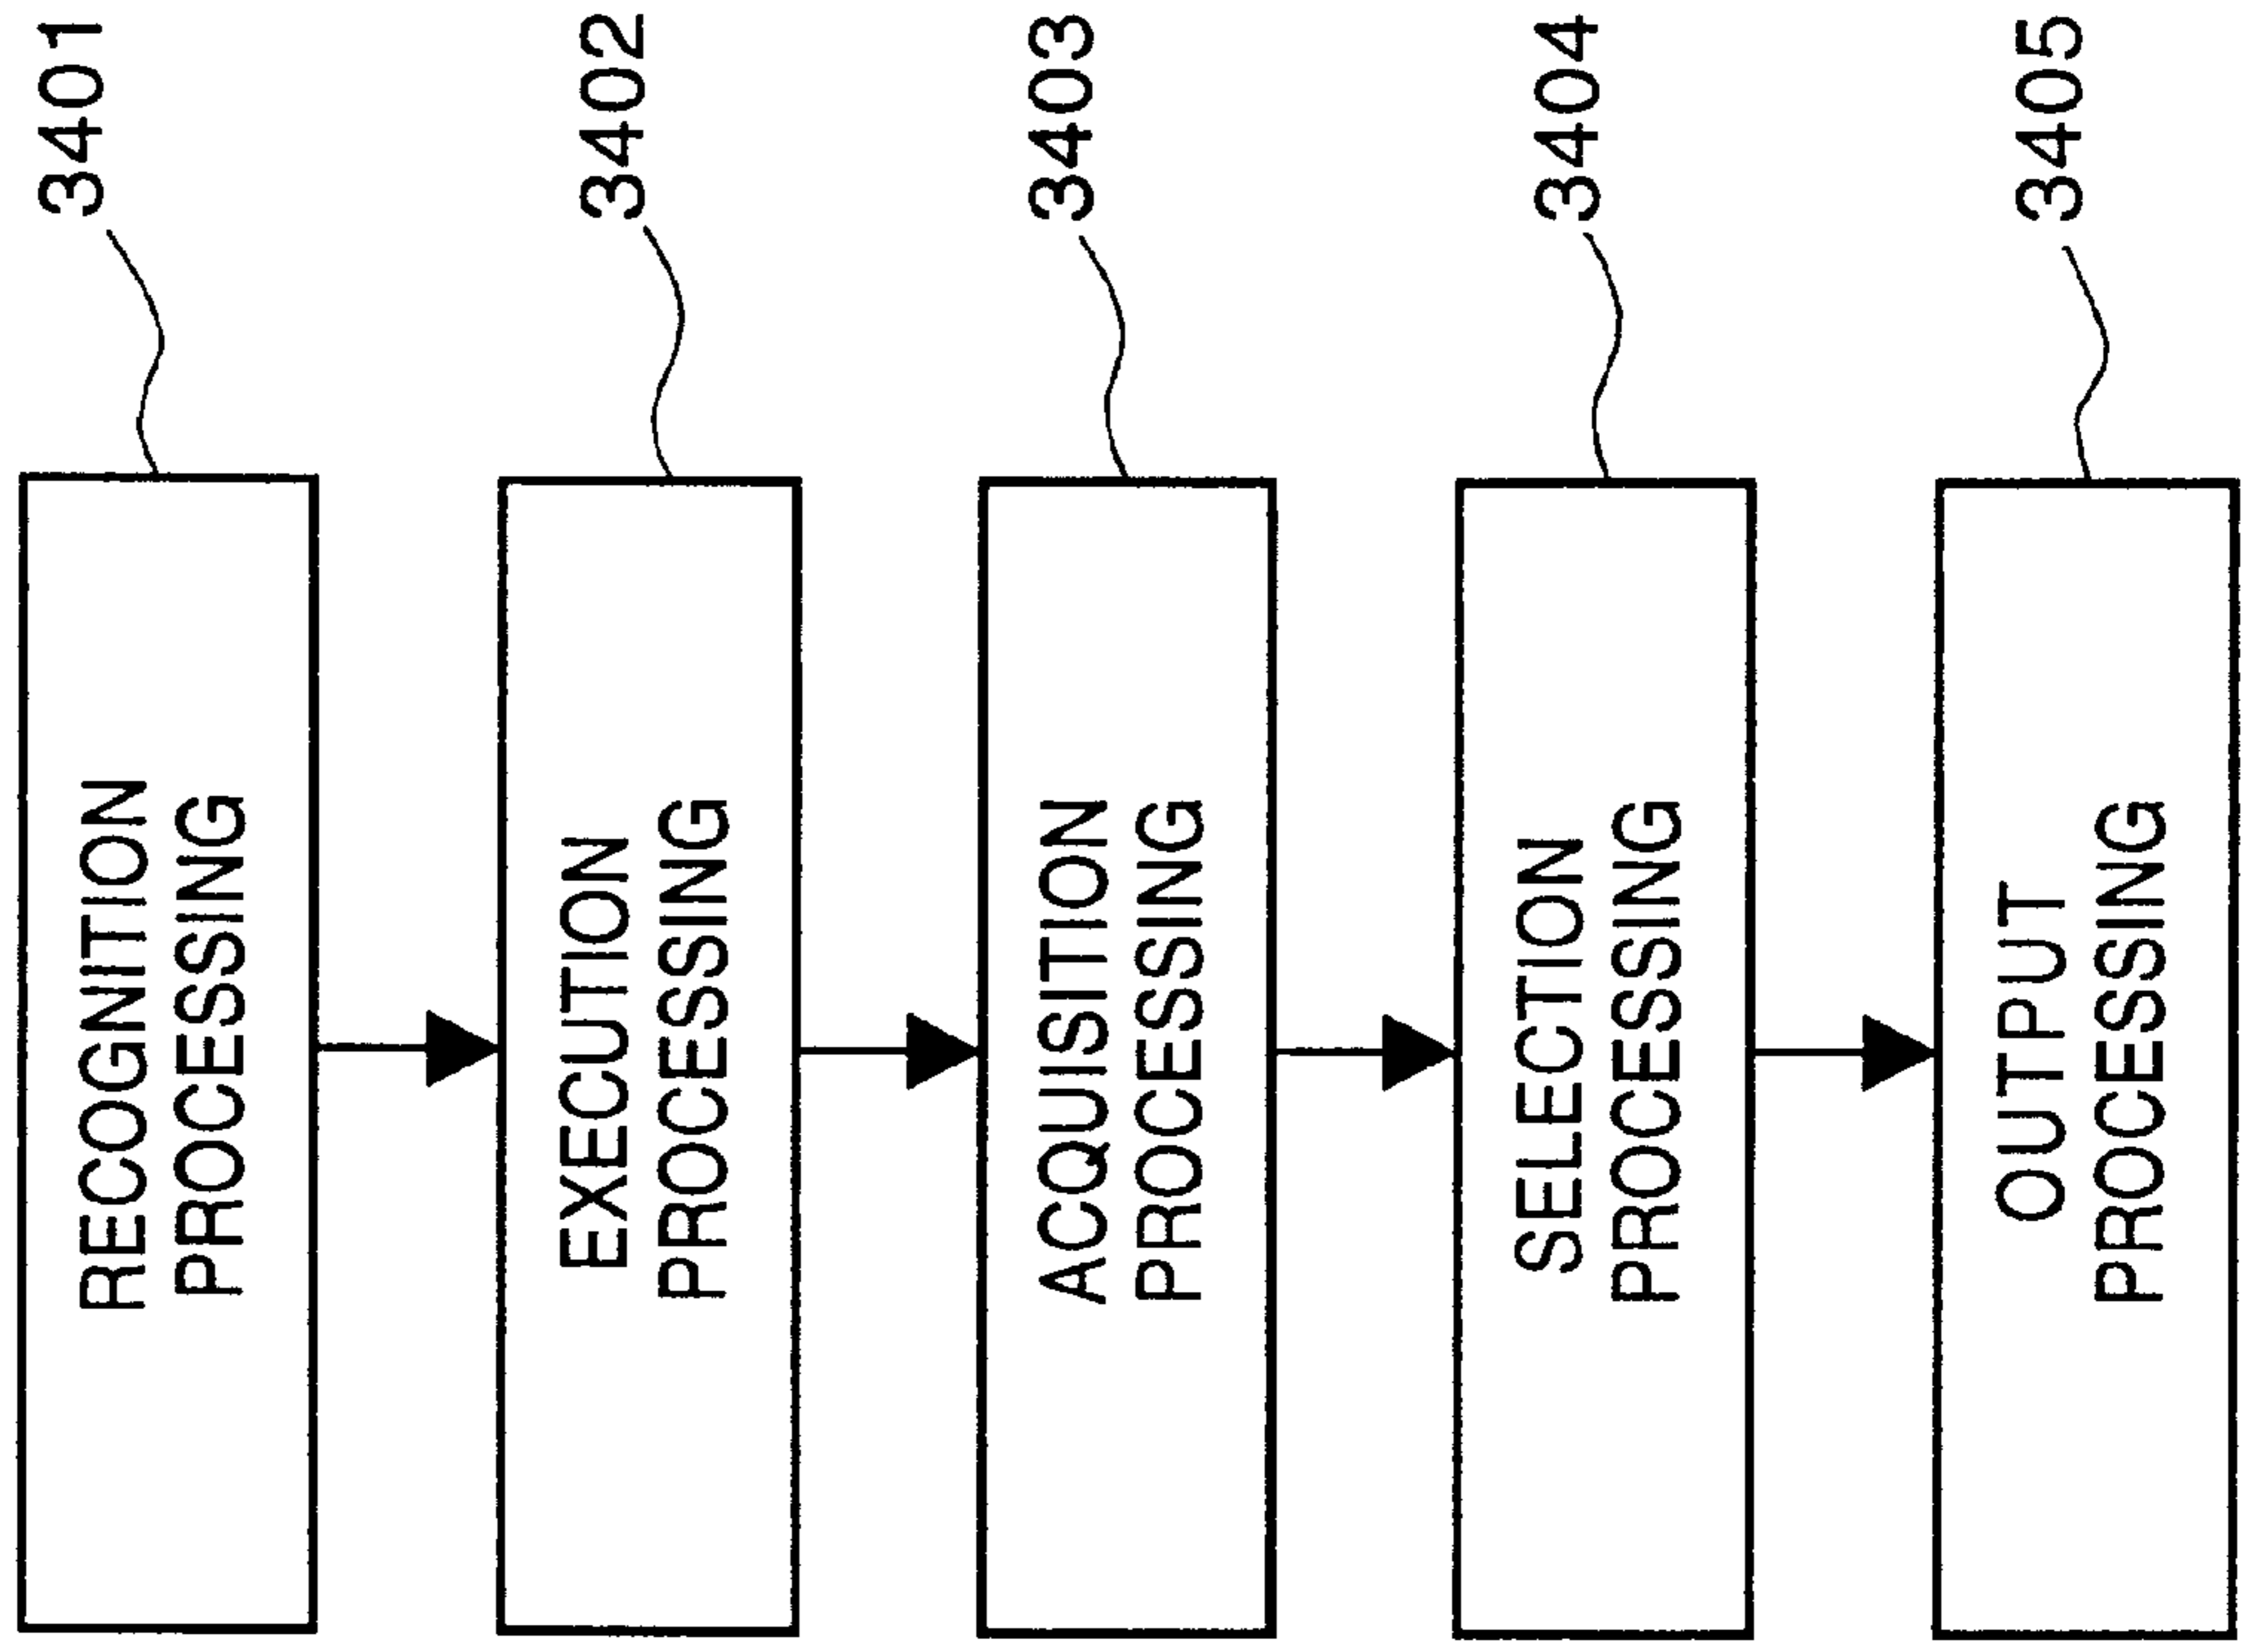 RECOGNITION
PROCESSING
3401
EXECUTION
PROCESSING
3402
ACQUISITION
PROCESSING
3403
SELECTION
PROCESSING
3404
OUTPUT
PROCESSING
3405